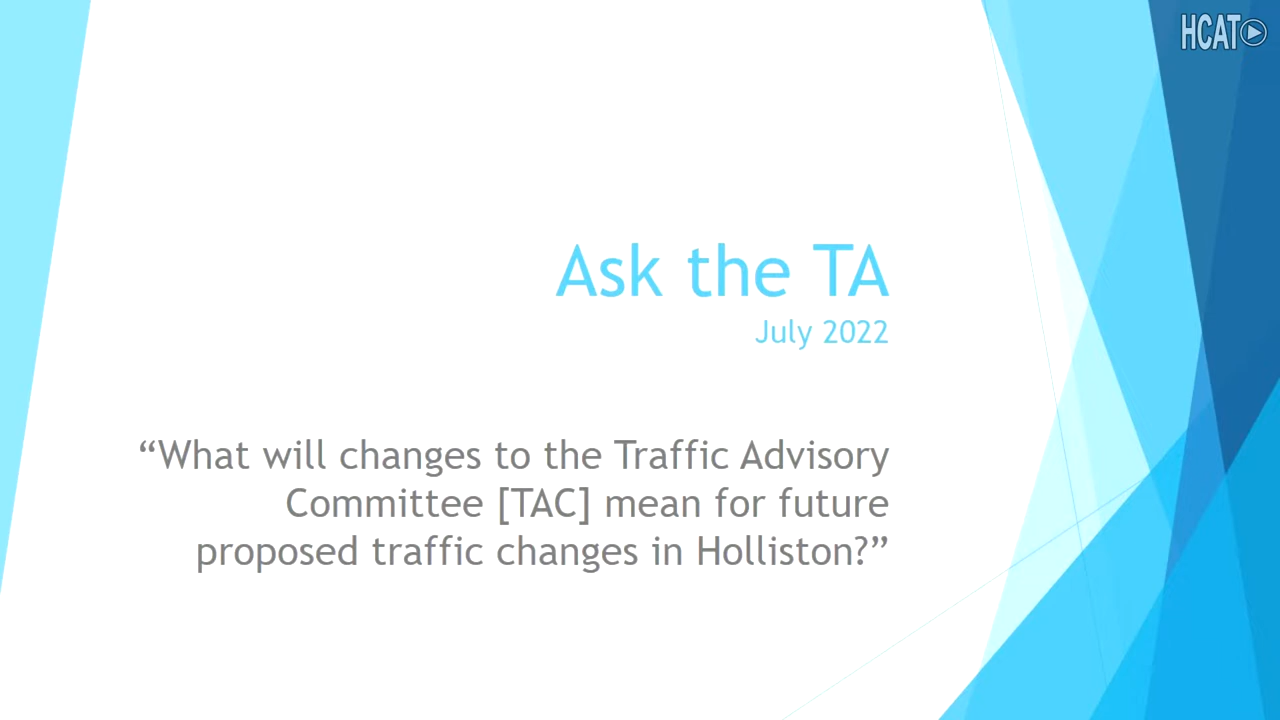 HCAT
Ask the TA
July 2022
“What will changes to the Traffic Advisory
Committee [TAC] mean for future
proposed traffic changes in Holliston?”